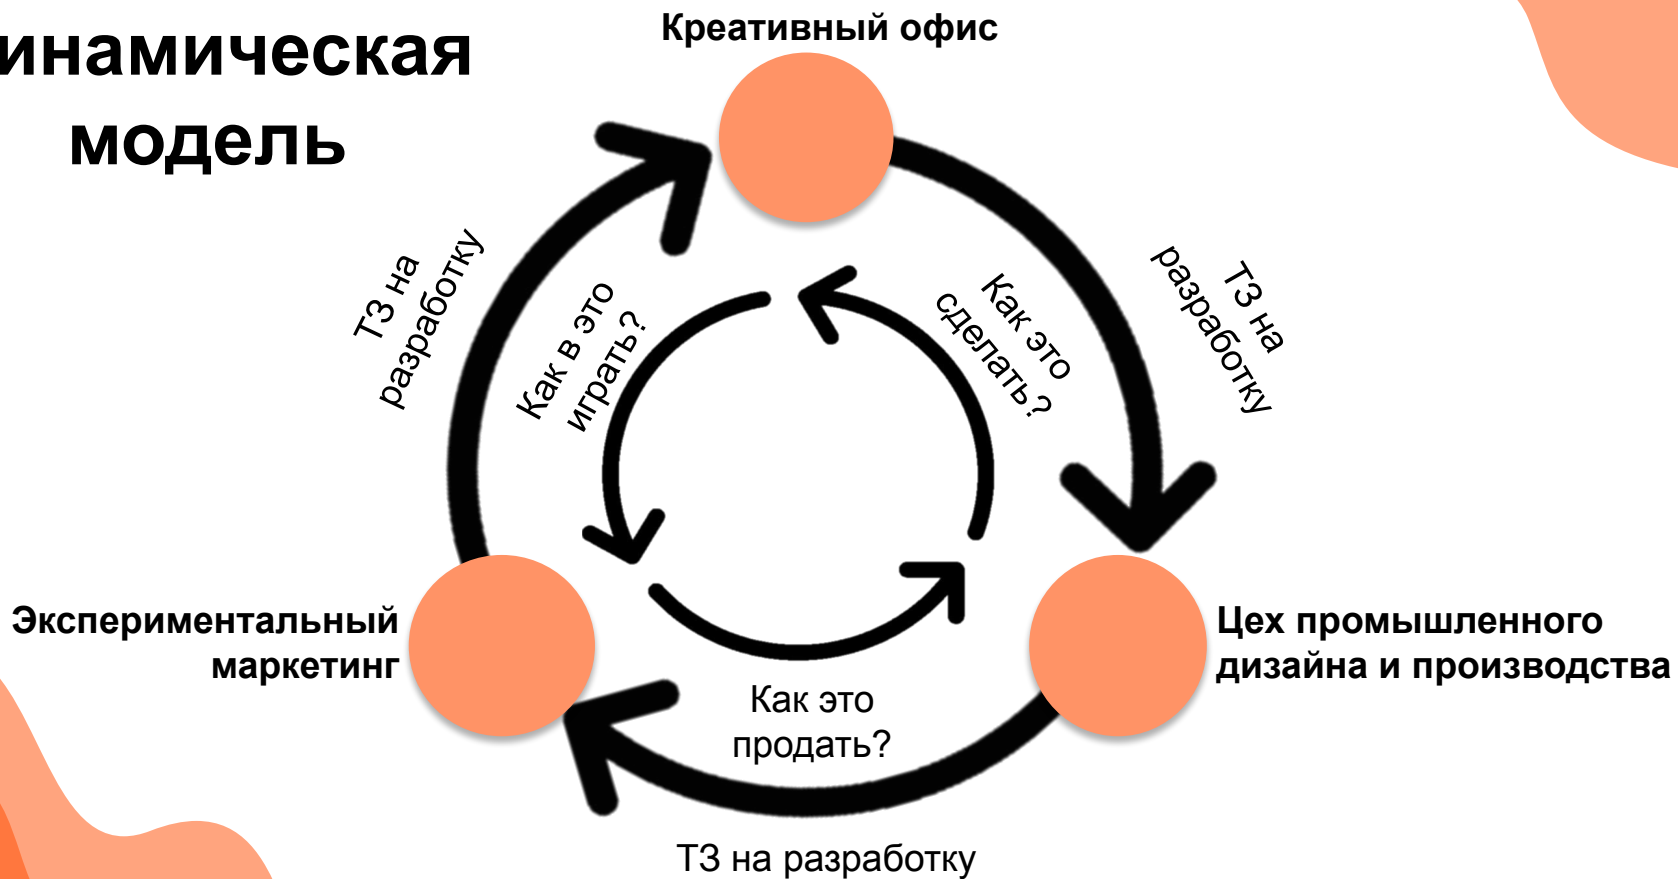 инамическая
модель
Креативный офис
ТЗ на
разработку
Как в это
играть?
Как это
сделать?
ТЗ на
разработку
Экспериментальный
маркетинг
Цех промышленного
дизайна и производства
Как это
продать?
ТЗ на разработку